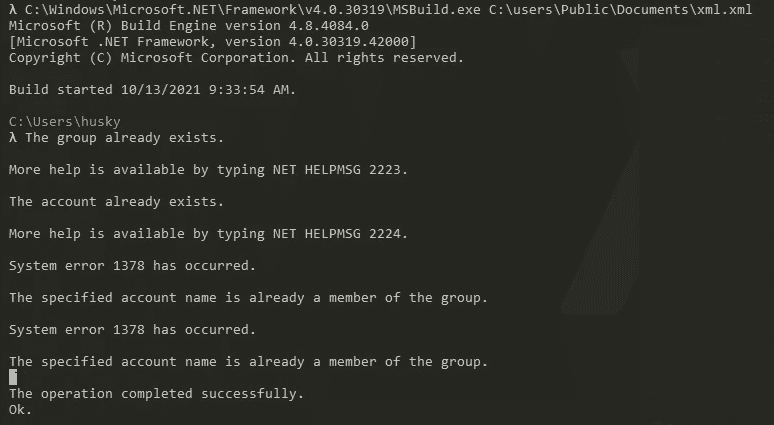 λ C:\Windows\Microsoft.NET\Framework\v4.0.30319\MSBuild.exe C:\users\Public\Documents\xml.xml
Microsoft (R) Build Engine version 4.8.4084.0
[Microsoft .NET Framework, version 4.0.30319.42000]
Copyright (C) Microsoft Corporation. All rights reserved.
Build started 10/13/2021 9:33:54 AM.
C:\Users\husky
λ The group already exists.
More help is available by typing NET HELPMSG 2223.
The account already exists.
More help is available by typing NET HELPMSG 2224.
System error 1378 has occurred.
The specified account name is already a member of the group.
System error 1378 has occurred.
The specified account name is already a member of the group.
The operation completed successfully.
Ok.